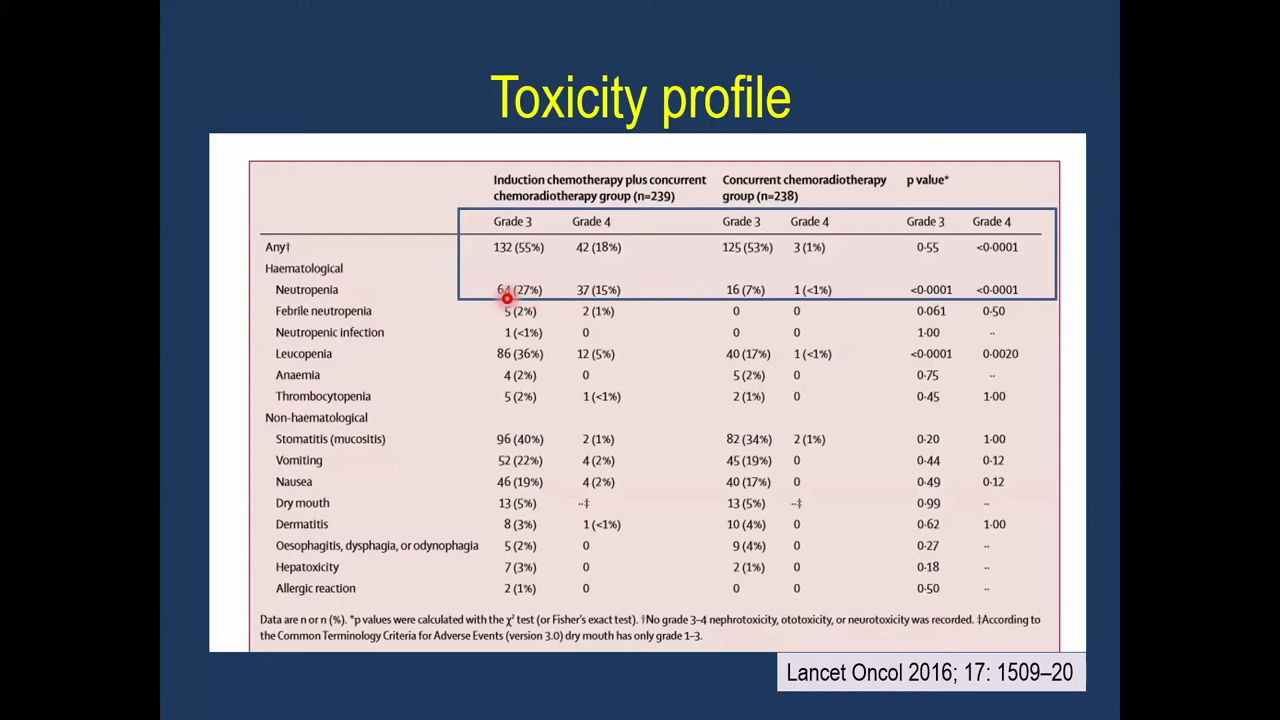 Toxicity profile
Induction chemotherapy plus concurrent chemoradiotherapy group (n=239) Concurrent chemoradiotherapy group (n=238) p value*
Grade 3 Grade 4 Grade 3 Grade 4 Grade 3 Grade 4
Any† 132 (55%) 42 (18%) 125 (53%) 3 (1%) 0·55 <0·0001
Haematological
Neutropenia 64 (27%) 37 (15%) 16 (7%) 1 (<1%) <0·0001 <0·0001
Febrile neutropenia 5 (2%) 2 (1%) 0 0 0·061 0·50
Neutropenic infection 1 (<1%) 0 0 0 1·00 ··
Leucopenia 86 (36%) 12 (5%) 40 (17%) 1 (<1%) <0·0001 0·0020
Anaemia 4 (2%) 0 5 (2%) 0 0·75 ··
Thrombocytopenia 5 (2%) 1 (<1%) 2 (1%) 0 0·45 1·00
Non-haematological
Stomatitis (mucositis) 96 (40%) 2 (1%) 82 (34%) 2 (1%) 0·20 1·00
Vomiting 52 (22%) 4 (2%) 45 (19%) 0 0·44 0·12
Nausea 46 (19%) 4 (2%) 40 (17%) 0 0·49 0·12
Dry mouth 13 (5%) ··‡ 13 (5%) ··‡ 0·99 ··
Dermatitis 8 (3%) 1 (<1%) 10 (4%) 0 0·62 1·00
Oesophagitis, dysphagia, or odynophagia 5 (2%) 0 9 (4%) 0 0·27 ··
Hepatoxicity 7 (3%) 0 2 (1%) 0 0·18 ··
Allergic reaction 2 (1%) 0 0 0 0·50 ··
Data are n or n (%). *p values were calculated with the χ² test (or Fisher's exact test). †No grade 3–4 nephrotoxicity, ototoxicity, or neurotoxicity was recorded. ‡According to
the Common Terminology Criteria for Adverse Events (version 3.0) dry mouth has only grade 1–3.
Lancet Oncol 2016; 17: 1509–20